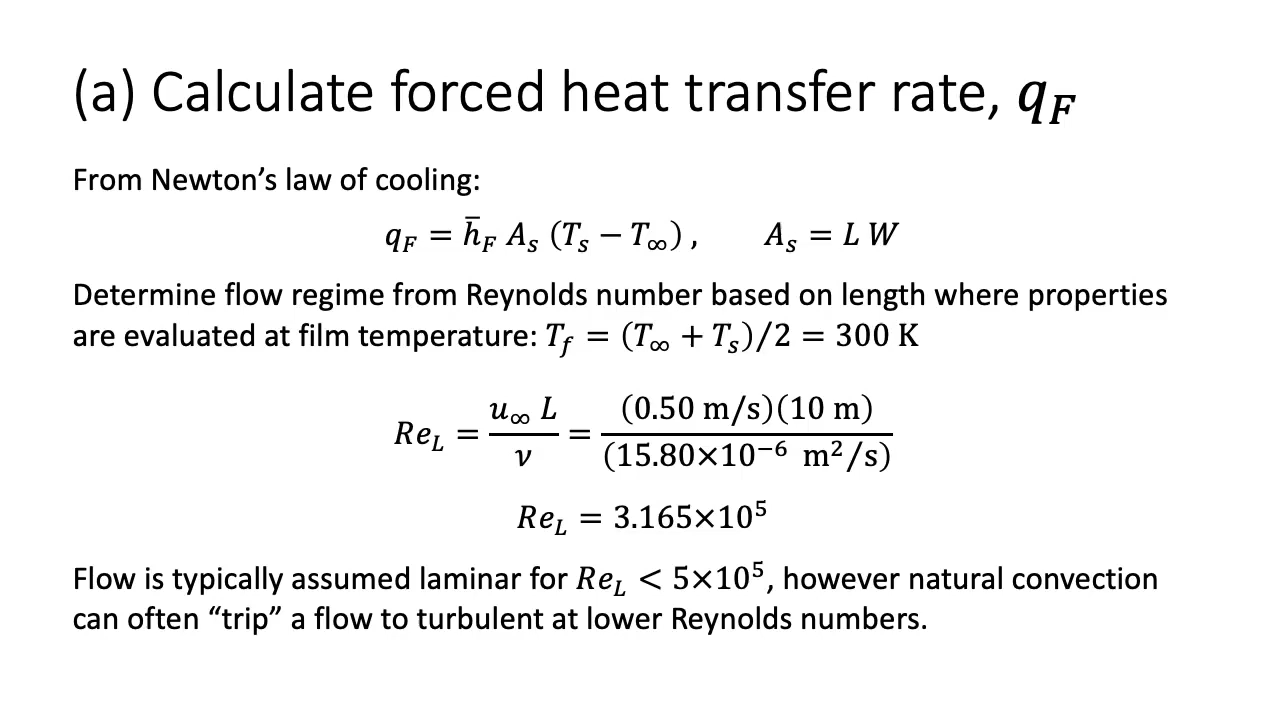 (a) Calculate forced heat transfer rate, q_F
From Newton’s law of cooling:
q_F = h̄_F A_s (T_s − T_∞) , A_s = L W
Determine flow regime from Reynolds number based on length where properties
are evaluated at film temperature: T_f = (T_∞ + T_s)/2 = 300 K
Re_L = u_∞ L / ν = (0.50 m/s)(10 m) / (15.80×10⁻⁶ m²/s)
Re_L = 3.165×10⁵
Flow is typically assumed laminar for Re_L < 5×10⁵, however natural convection
can often “trip” a flow to turbulent at lower Reynolds numbers.